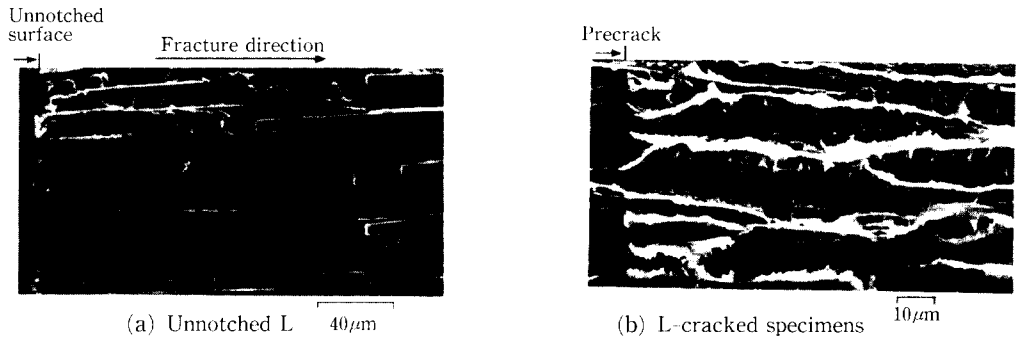 Unnotched
surface
Fracture direction
Precrack
(a) Unnotched L
40μm
(b) L-cracked specimens
10μm